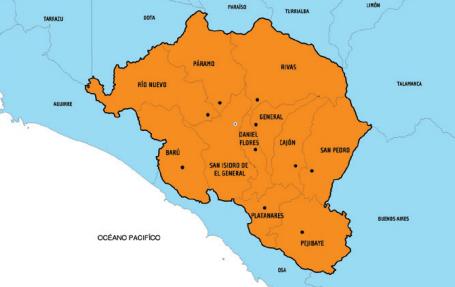 PARAÍSO
LIMÓN
TARRAZU
DOTA
TURRIALBA
PÁRAMO
RIVAS
RÍO NUEVO
TALAMANCA
AGUIRRE
GENERAL
DANIEL
FLORES
CAJÓN
SAN PEDRO
BARÚ
SAN ISIDRO DE
EL GENERAL
PLATANARES
BUENOS AIRES
OCÉANO PACIFÍCO
PEJIBAYE
OSA